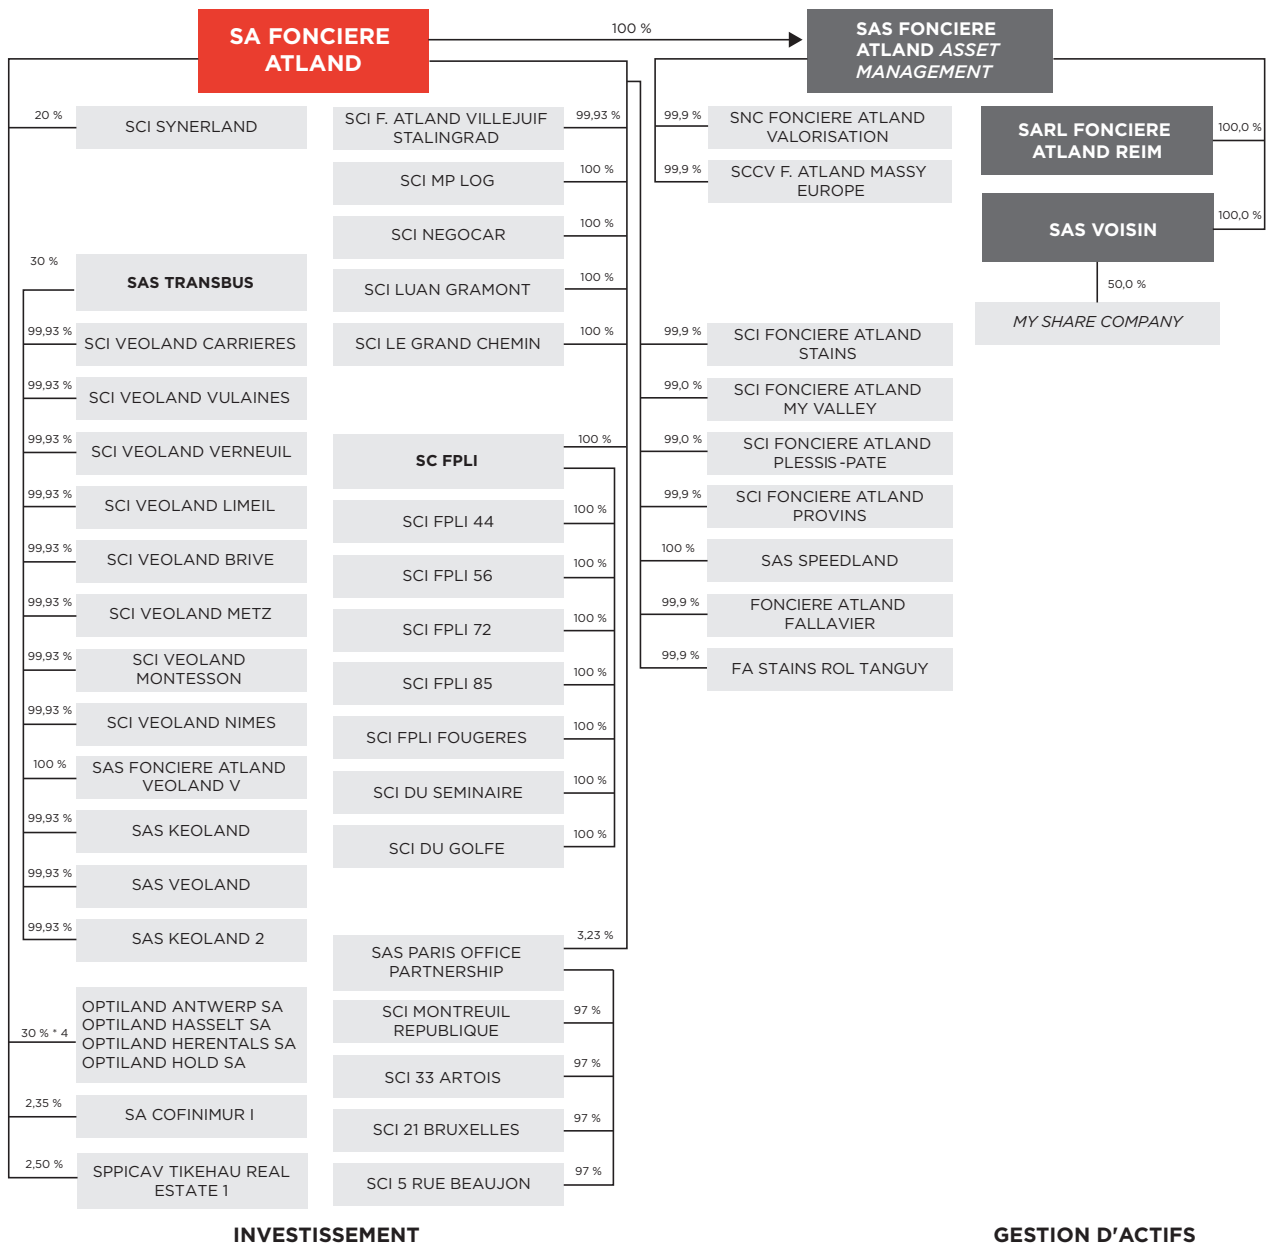 SA FONCIERE
ATLAND
100 %
SAS FONCIERE
ATLAND ASSET
MANAGEMENT
20 %
SCI SYNERLAND
30 %
SAS TRANSBUS
99,93 %
SCI VEOLAND CARRIERES
99,93 %
SCI VEOLAND VULAINES
99,93 %
SCI VEOLAND VERNEUIL
99,93 %
SCI VEOLAND LIMEIL
99,93 %
SCI VEOLAND BRIVE
99,93 %
SCI VEOLAND METZ
99,93 %
SCI VEOLAND
MONTESSON
99,93 %
SCI VEOLAND NIMES
100 %
SAS FONCIERE ATLAND
VEOLAND V
99,93 %
SAS KEOLAND
99,93 %
SAS VEOLAND
99,93 %
SAS KEOLAND 2
30 % * 4
OPTILAND ANTWERP SA
OPTILAND HASSELT SA
OPTILAND HERENTALS SA
OPTILAND HOLD SA
2,35 %
SA COFINIMUR I
2,50 %
SPPICAV TIKEHAU REAL
ESTATE 1
SCI F. ATLAND VILLEJUIF
STALINGRAD
99,93 %
SCI MP LOG
100 %
SCI NEGOCAR
100 %
SCI LUAN GRAMONT
100 %
SCI LE GRAND CHEMIN
100 %
SC FPLI
100 %
SCI FPLI 44
100 %
SCI FPLI 56
100 %
SCI FPLI 72
100 %
SCI FPLI 85
100 %
SCI FPLI FOUGERES
100 %
SCI DU SEMINAIRE
100 %
SCI DU GOLFE
100 %
SAS PARIS OFFICE
PARTNERSHIP
3,23 %
SCI MONTREUIL
REPUBLIQUE
97 %
SCI 33 ARTOIS
97 %
SCI 21 BRUXELLES
97 %
SCI 5 RUE BEAUJON
97 %
99,9 %
SNC FONCIERE ATLAND
VALORISATION
99,9 %
SCCV F. ATLAND MASSY
EUROPE
99,9 %
SCI FONCIERE ATLAND
STAINS
99,0 %
SCI FONCIERE ATLAND
MY VALLEY
99,0 %
SCI FONCIERE ATLAND
PLESSIS-PATE
99,9 %
SCI FONCIERE ATLAND
PROVINS
100 %
SAS SPEEDLAND
99,9 %
FONCIERE ATLAND
FALLAVIER
99,9 %
FA STAINS ROL TANGUY
SARL FONCIERE
ATLAND REIM
100,0 %
SAS VOISIN
100,0 %
50,0 %
MY SHARE COMPANY
INVESTISSEMENT
GESTION D'ACTIFS